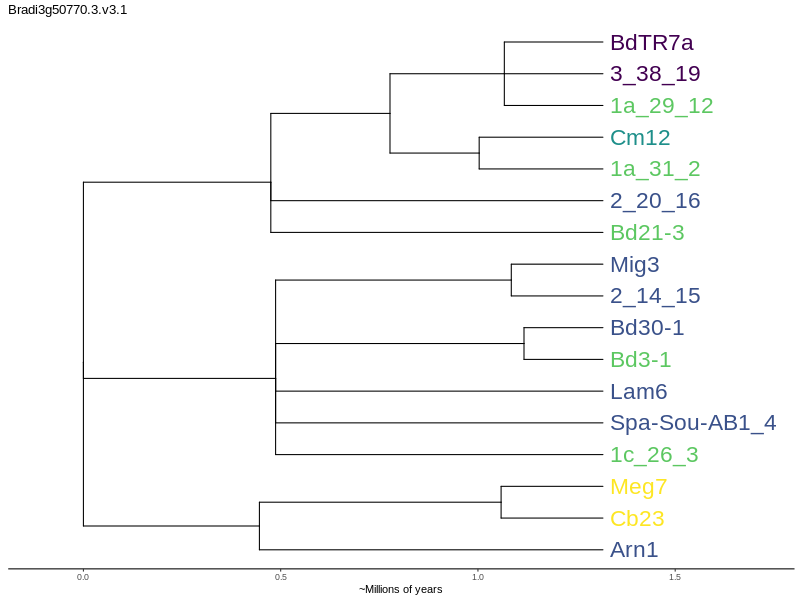 Bradi3g50770.3.v3.1
BdTR7a
3_38_19
1a_29_12
Cm12
1a_31_2
2_20_16
Bd21-3
Mig3
2_14_15
Bd30-1
Bd3-1
Lam6
Spa-Sou-AB1_4
1c_26_3
Meg7
Cb23
Arn1
0.0 0.5 1.0 1.5
~Millions of years